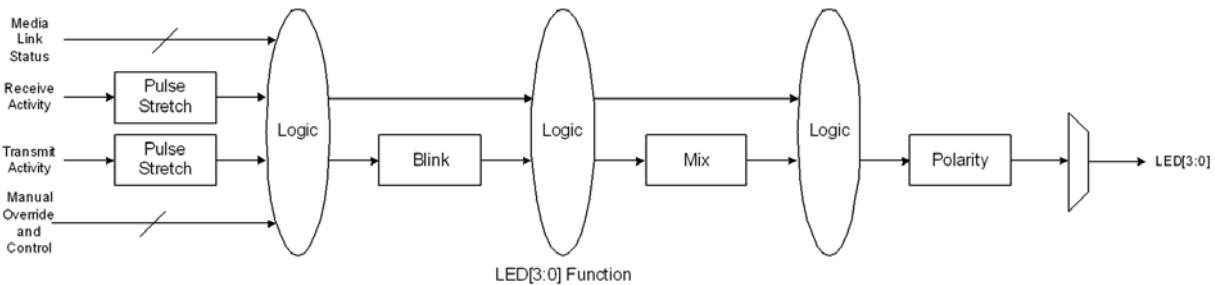 Media
Link
Status
Receive
Activity
Pulse
Stretch
Transmit
Activity
Pulse
Stretch
Manual
Override
and
Control
Logic
Blink
Logic
Mix
Logic
Polarity
LED[3:0]
LED[3:0] Function